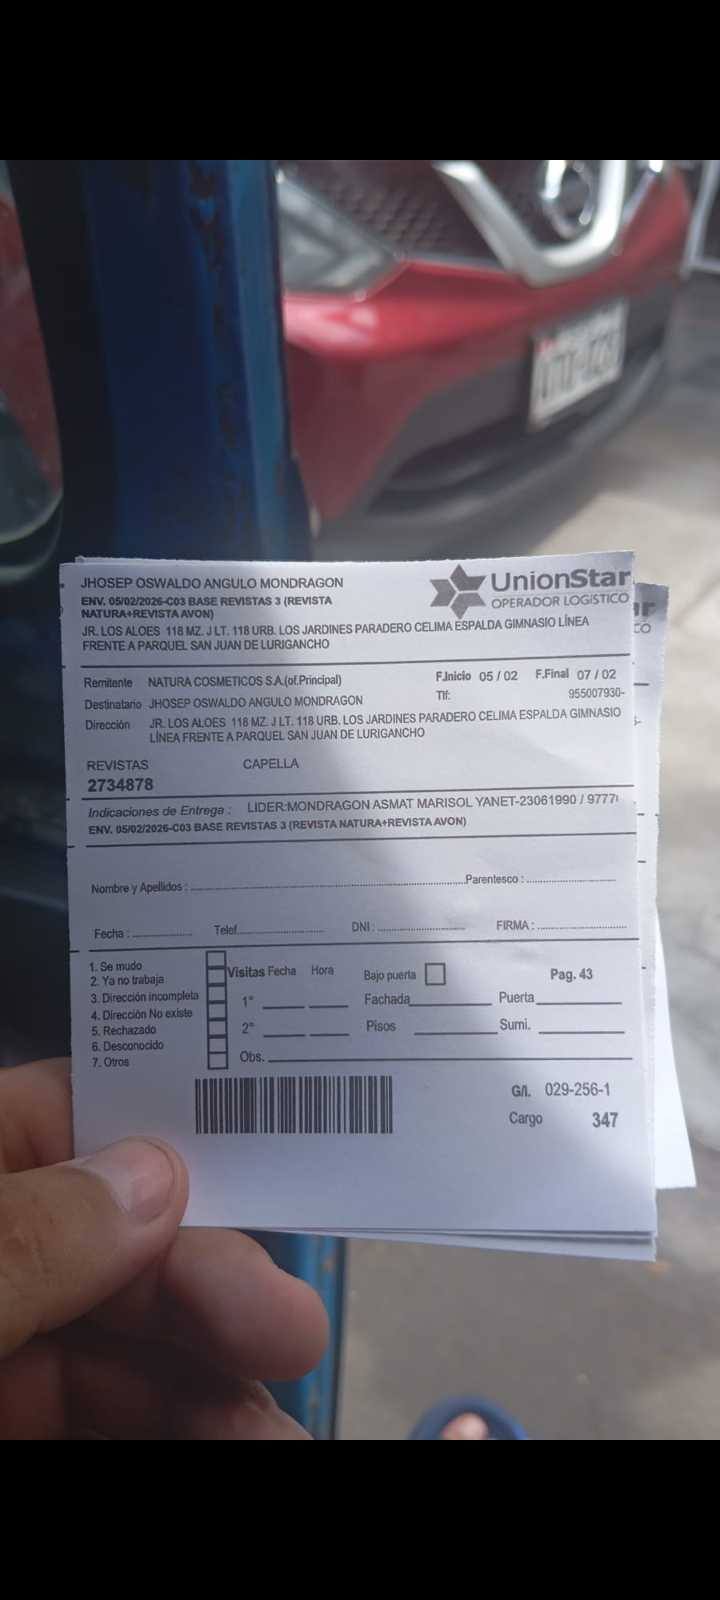 JHOSEP OSWALDO ANGULO MONDRAGON
UnionStar
OPERADOR LOGISTICO
ENV. 05/02/2026-C03 BASE REVISTAS 3 (REVISTA
NATURA+REVISTA AVON)
JR. LOS ALOES 118 MZ. J LT. 118 URB. LOS JARDINES PARADERO CELIMA ESPALDA GIMNASIO LÍNEA
FRENTE A PARQUEL SAN JUAN DE LURIGANCHO
Remitente NATURA COSMETICOS S.A.(of.Principal) F.Inicio 05 / 02 F.Final 07 / 02
Destinatario JHOSEP OSWALDO ANGULO MONDRAGON Tlf: 955007930-
Dirección JR. LOS ALOES 118 MZ. J LT. 118 URB. LOS JARDINES PARADERO CELIMA ESPALDA GIMNASIO
LÍNEA FRENTE A PARQUEL SAN JUAN DE LURIGANCHO
REVISTAS CAPELLA
2734878
Indicaciones de Entrega : LIDER:MONDRAGON ASMAT MARISOL YANET-23061990 / 9777
ENV. 05/02/2026-C03 BASE REVISTAS 3 (REVISTA NATURA+REVISTA AVON)
Nombre y Apellidos : Parentesco :
Fecha : Telef. DNI : FIRMA :
1. Se mudo
2. Ya no trabaja
3. Dirección incompleta
4. Dirección No existe
5. Rechazado
6. Desconocido
7. Otros
Visitas Fecha Hora Bajo puerta Pag. 43
1° Fachada Puerta
2° Pisos Sumi.
Obs.
G/I. 029-256-1
Cargo 347